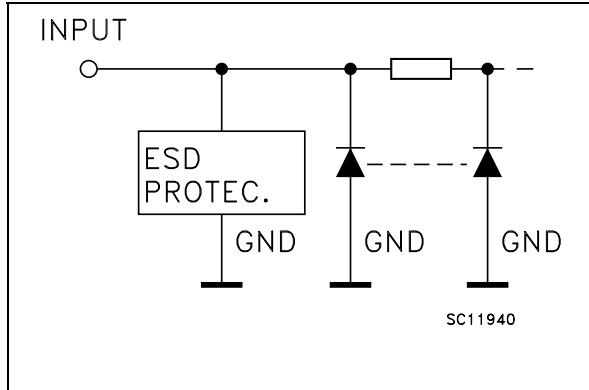 INPUT
ESD
PROTEC.
GND GND GND
SC11940